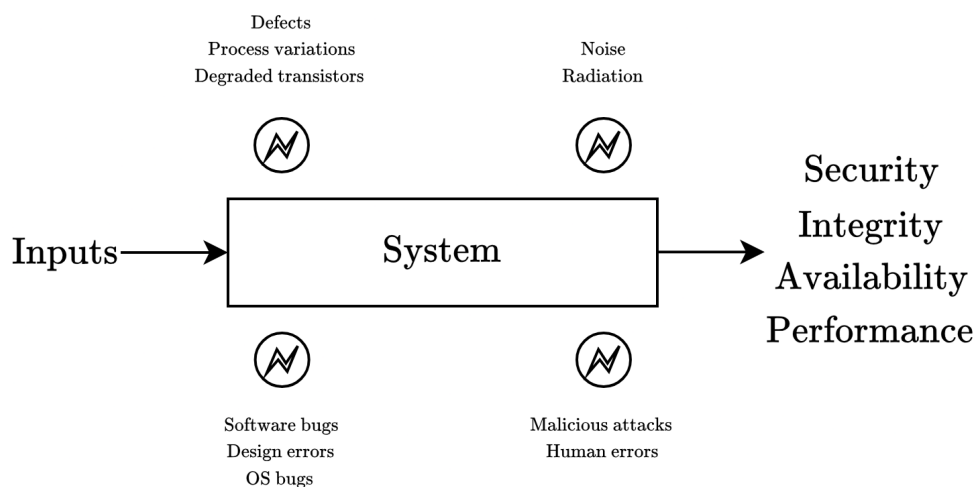 Defects
Process variations
Degraded transistors
Noise
Radiation
Inputs
System
Security
Integrity
Availability
Performance
Software bugs
Design errors
OS bugs
Malicious attacks
Human errors